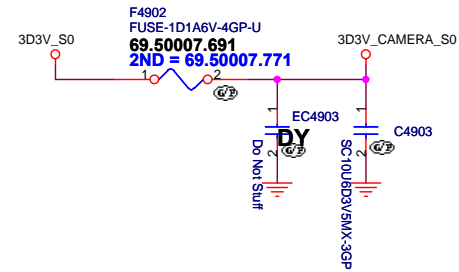 F4902
FUSE-1D1A6V-4GP-U
3D3V_S0
69.50007.691
3D3V_CAMERA_S0
2ND = 69.50007.771
1
2
G/P
1
EC4903
DY
G/P
2
Do Not Stuff
1
C4903
G/P
2
SC10U6D3V5MX-3GP